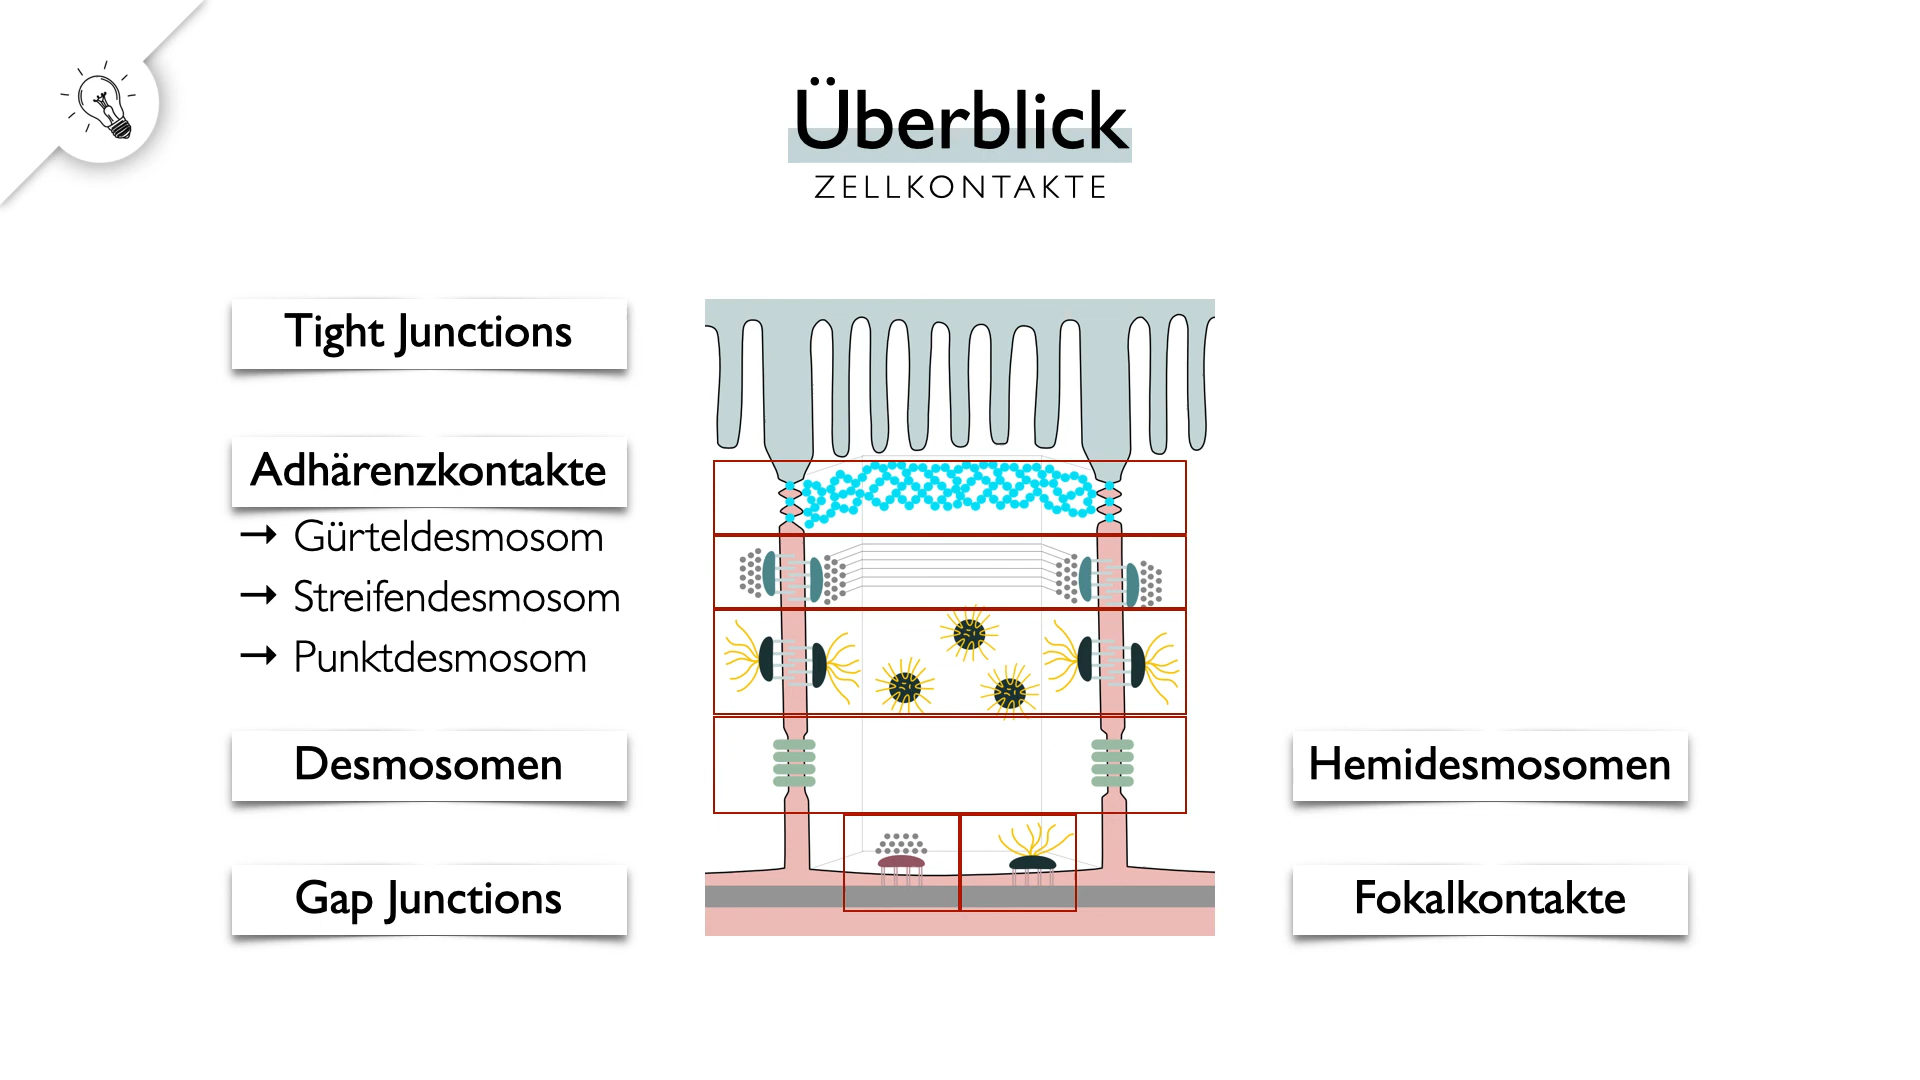 Überblick
ZELLKONTAKTE
Tight Junctions
Adhärenzkontakte
→ Gürteldesmosom
→ Streifendesmosom
→ Punktdesmosom
Desmosomen
Gap Junctions
Hemidesmosomen
Fokalkontakte